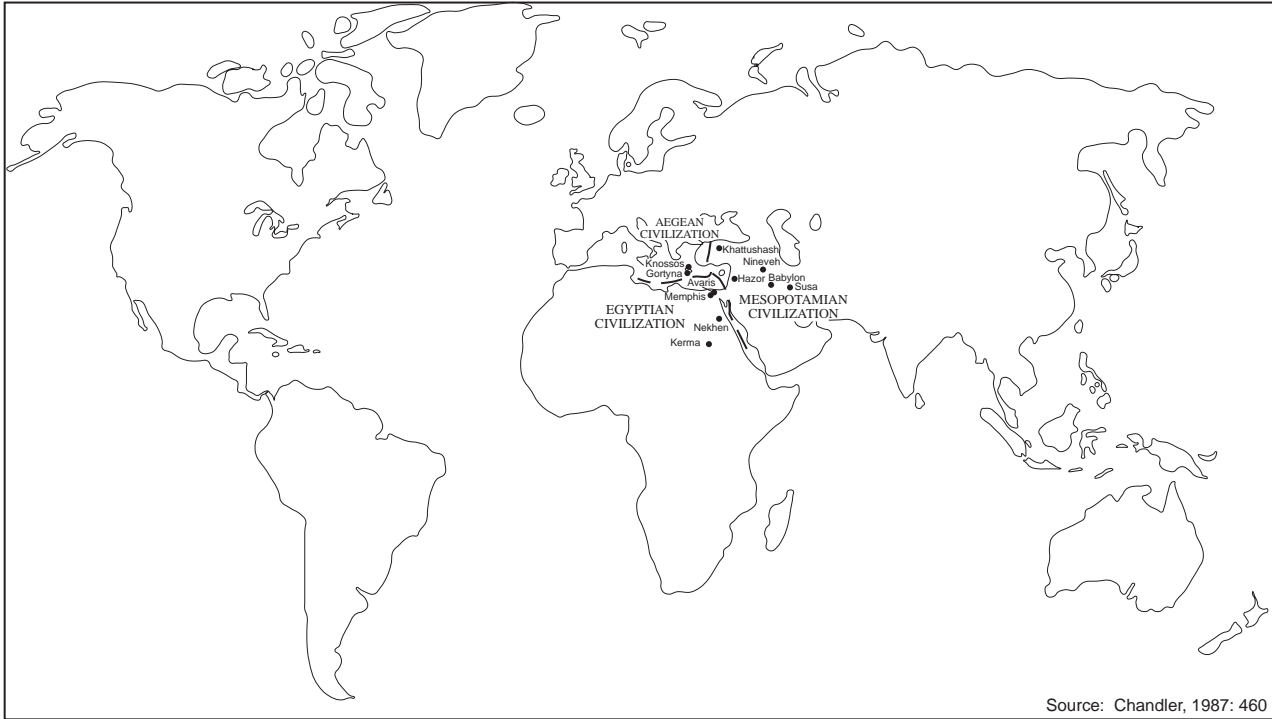 AEGEAN
CIVILIZATION
Khattushash
Nineveh
Knossos
Gortyna
Hazor
Babylon
Avaris
Susa
Memphis
MESOPOTAMIAN
CIVILIZATION
EGYPTIAN
CIVILIZATION
Nekhen
Kerma
Source: Chandler, 1987: 460